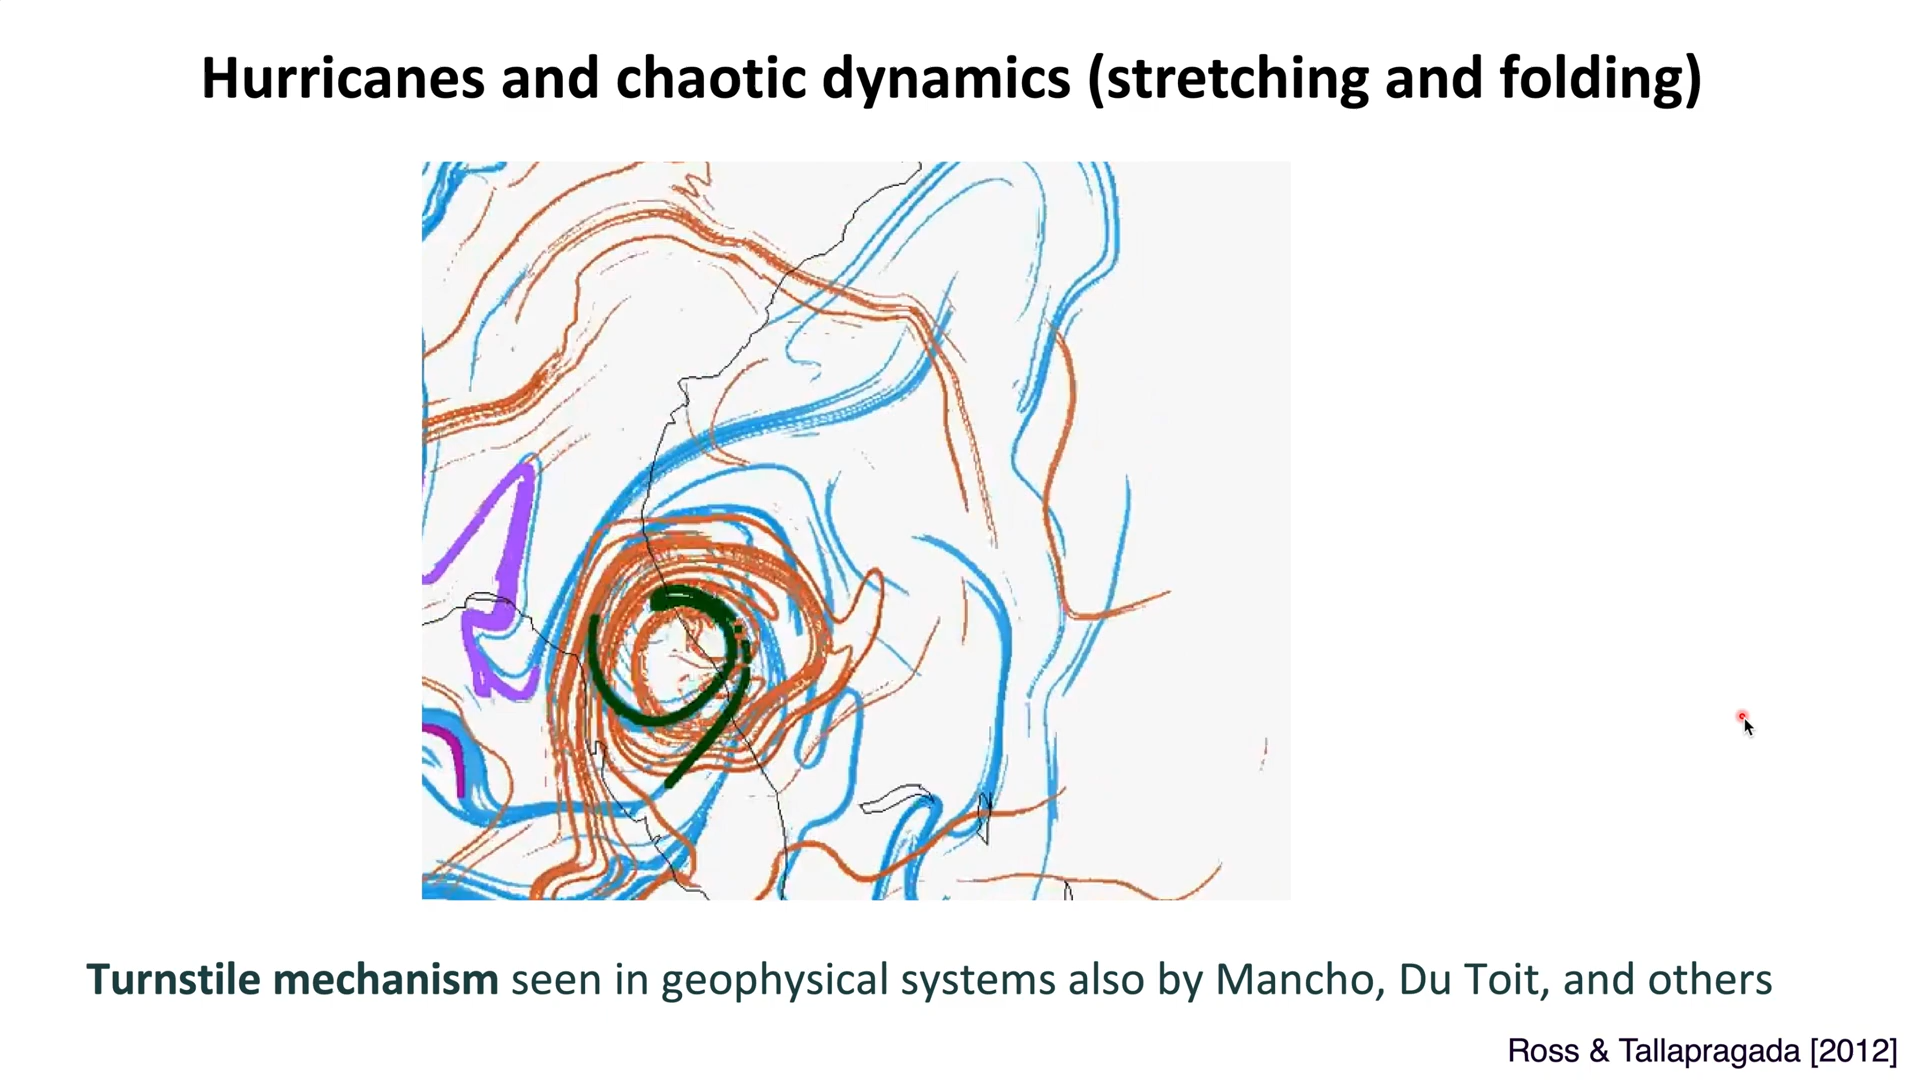 Hurricanes and chaotic dynamics (stretching and folding)
Turnstile mechanism seen in geophysical systems also by Mancho, Du Toit, and others
Ross & Tallapragada [2012]